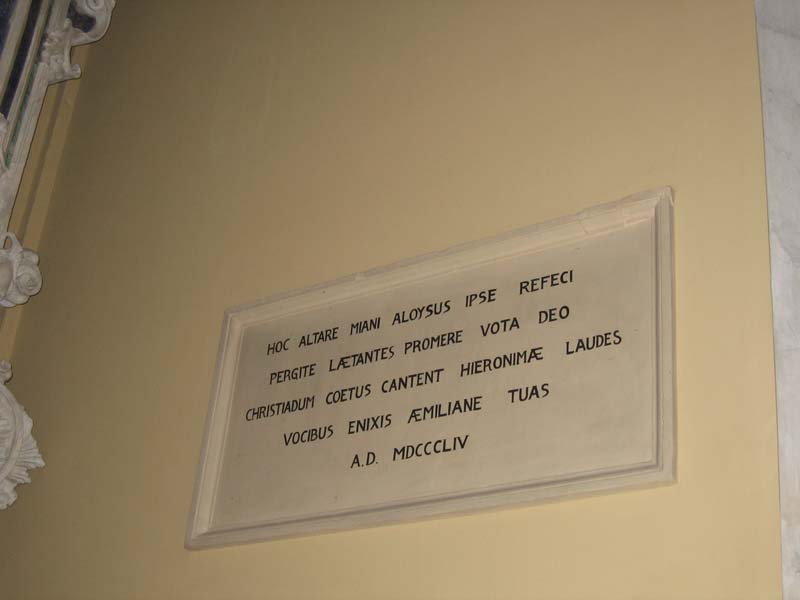 HOC ALTARE MIANI ALOYSUS IPSE REFECI
PERGITE LÆTANTES PROMERE VOTA DEO
CHRISTIADUM COETUS CANTENT HIERONIMÆ LAUDES
VOCIBUS ENIXIS ÆMILIANE TUAS
A.D. MDCCCLIV